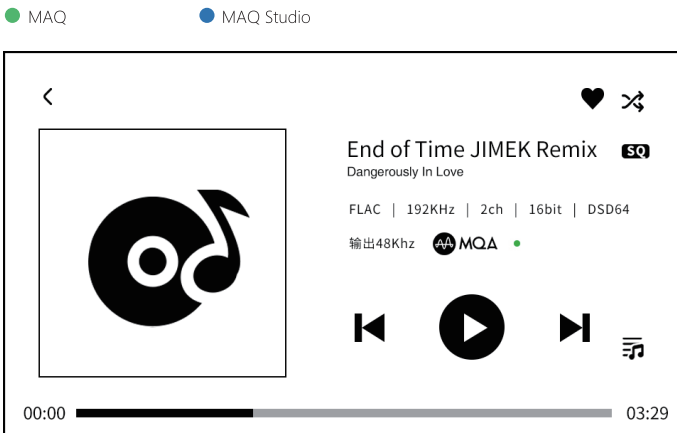 MAQ
MAQ Studio
End of Time JIMEK Remix SQ
Dangerously In Love
FLAC | 192KHz | 2ch | 16bit | DSD64
输出48Khz MQA
00:00 03:29